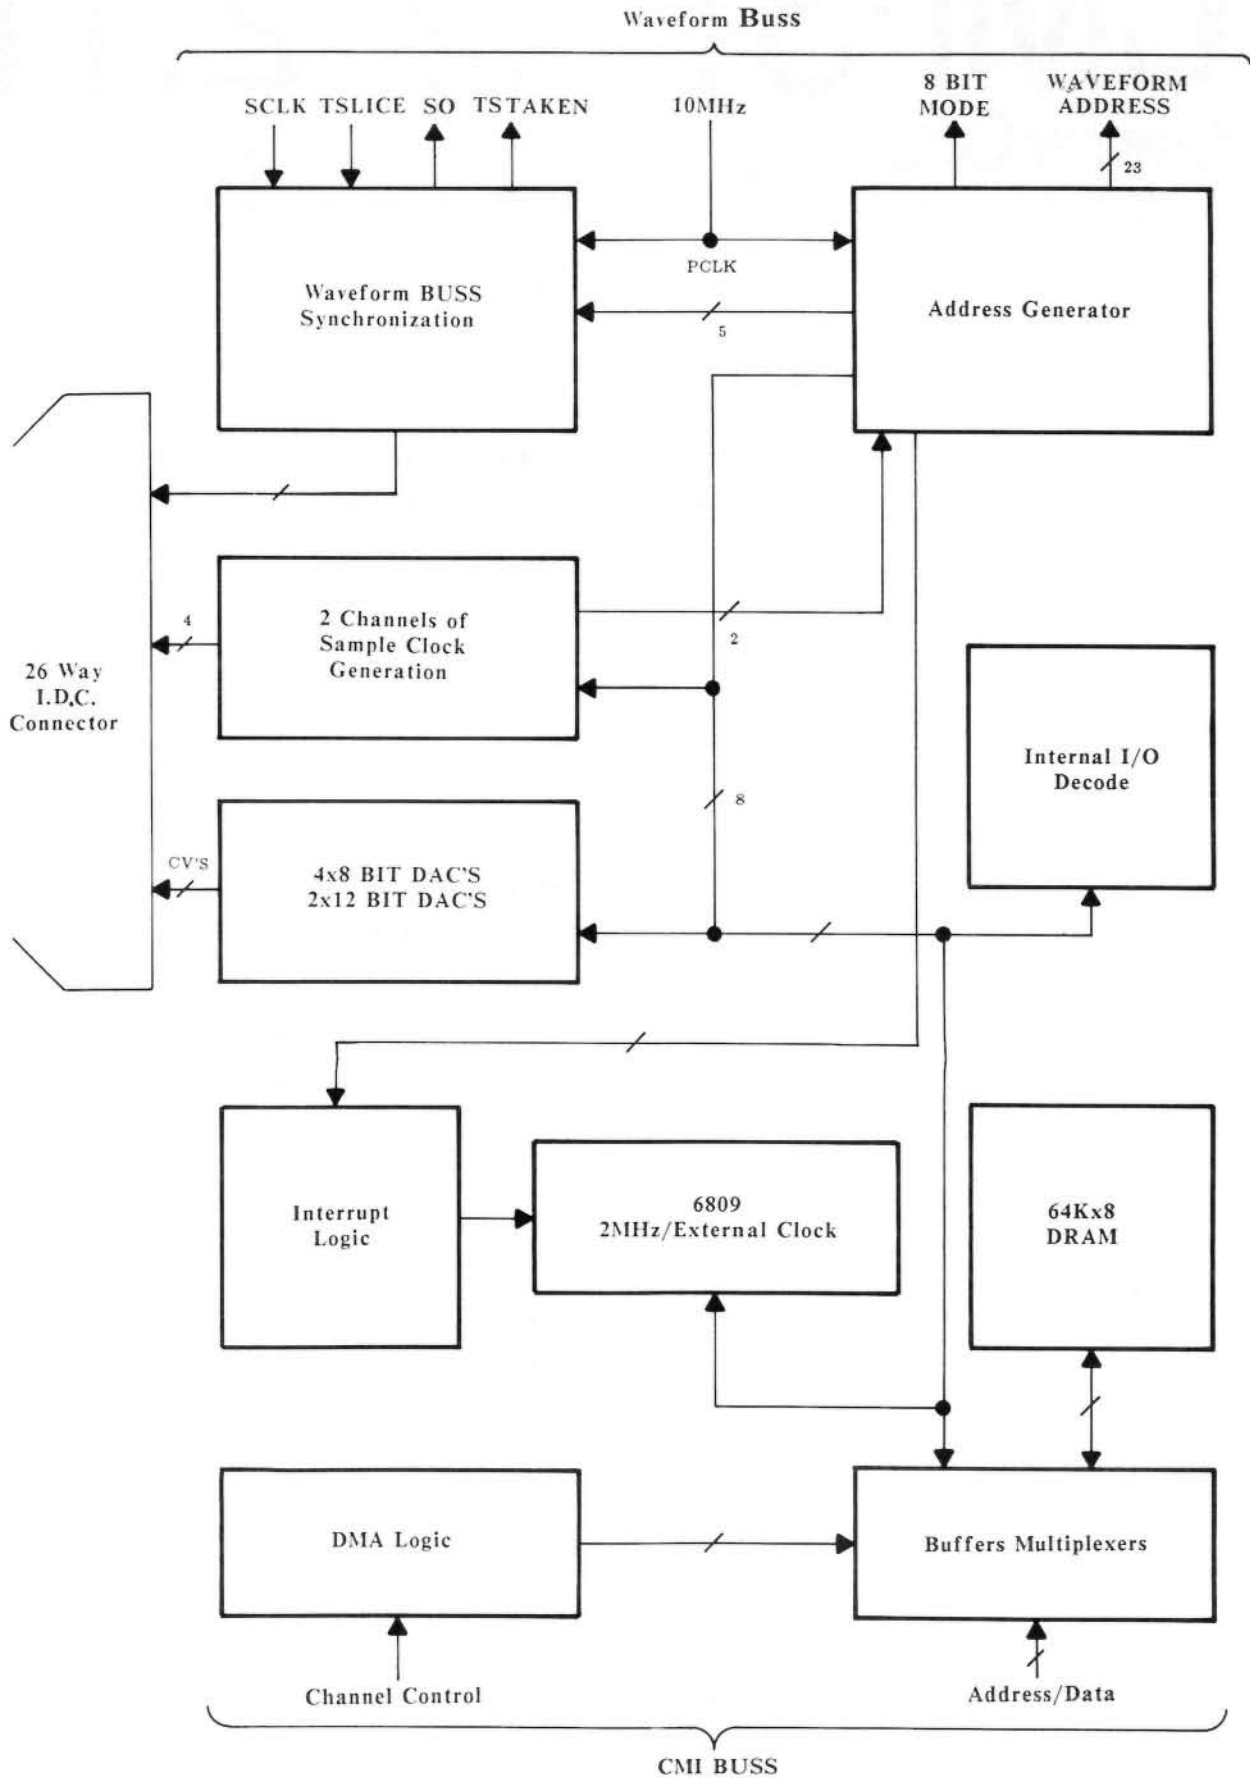 Waveform Buss
SCLK TSLICE SO TSTAKEN
10MHz
8 BIT
MODE
WAVEFORM
ADDRESS
23
PCLK
Waveform BUSS
Synchronization
5
Address Generator
4
2 Channels of
Sample Clock
Generation
2
26 Way
I.D.C.
Connector
Internal I/O
Decode
8
CV'S
4x8 BIT DAC'S
2x12 BIT DAC'S
Interrupt
Logic
6809
2MHz/External Clock
64Kx8
DRAM
DMA Logic
Buffers Multiplexers
Channel Control
Address/Data
CMI BUSS